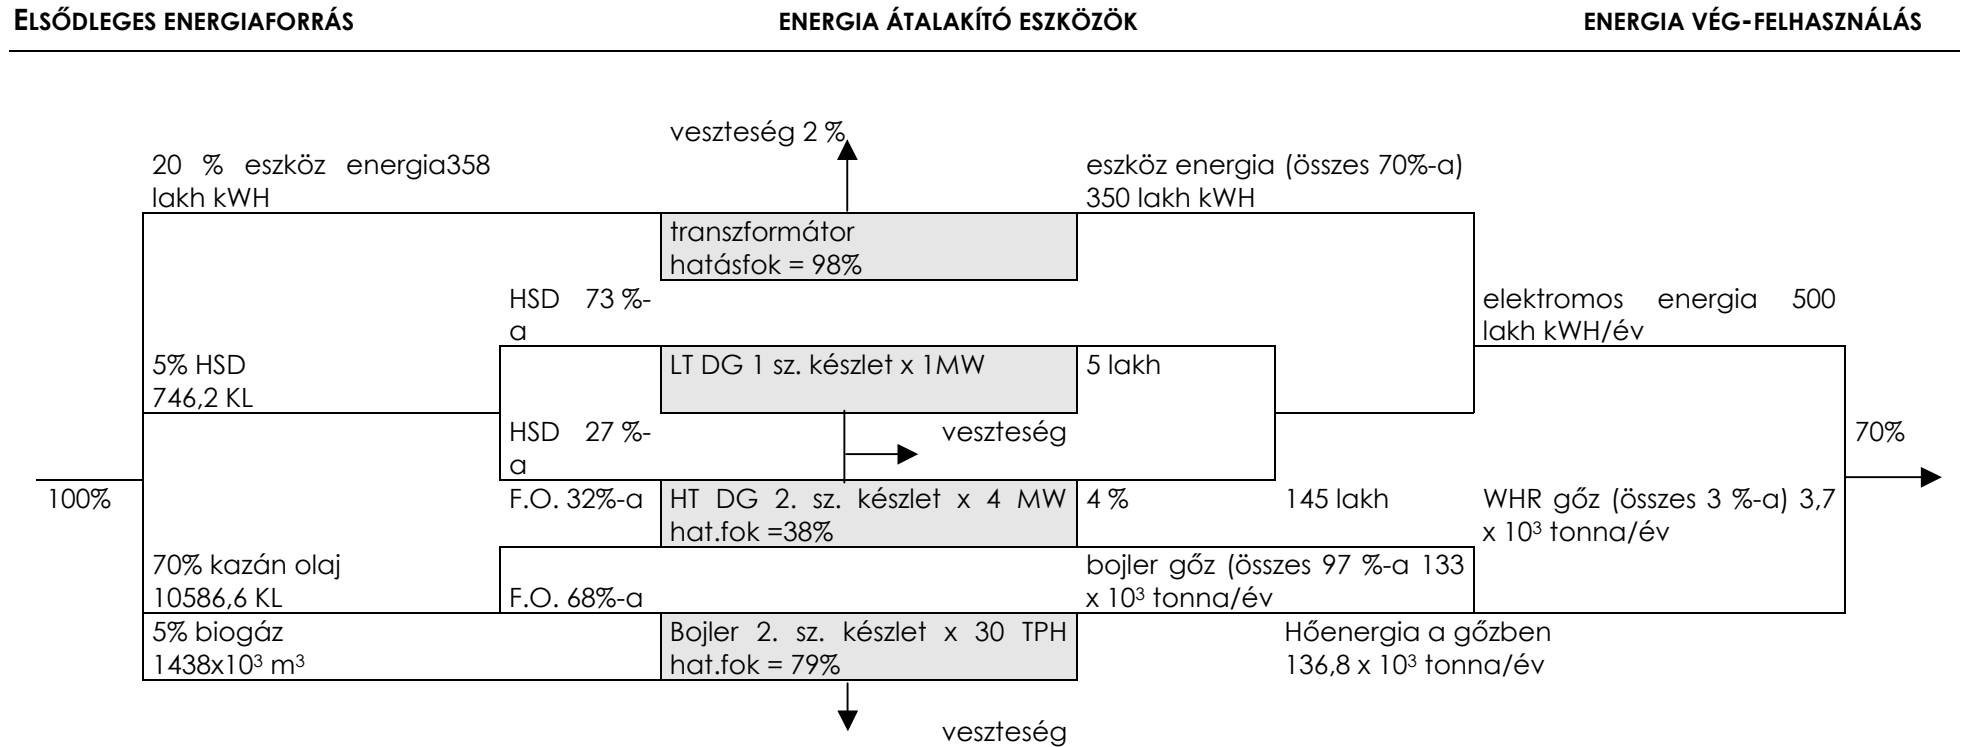 ELSŐDLEGES ENERGIAFORRÁS
ENERGIA ÁTALAKÍTÓ ESZKÖZÖK
ENERGIA VÉG-FELHASZNÁLÁS
veszteség 2 %
20 % eszköz energia358
lakh kWH
eszköz energia (összes 70%-a)
350 lakh kWH
transzformátor
hatásfok = 98%
HSD 73 %-
a
elektromos energia 500
lakh kWH/év
5% HSD
746,2 KL
LT DG 1 sz. készlet x 1MW
5 lakh
HSD 27 %-
a
veszteség
70%
100%
F.O. 32%-a
HT DG 2. sz. készlet x 4 MW
hat.fok =38%
4 %
145 lakh
WHR gőz (összes 3 %-a) 3,7
x 10³ tonna/év
70% kazán olaj
10586,6 KL
F.O. 68%-a
bojler gőz (összes 97 %-a 133
x 10³ tonna/év
5% biogáz
1438x10³ m³
Bojler 2. sz. készlet x 30 TPH
hat.fok = 79%
Hőenergia a gőzben
136,8 x 10³ tonna/év
veszteség